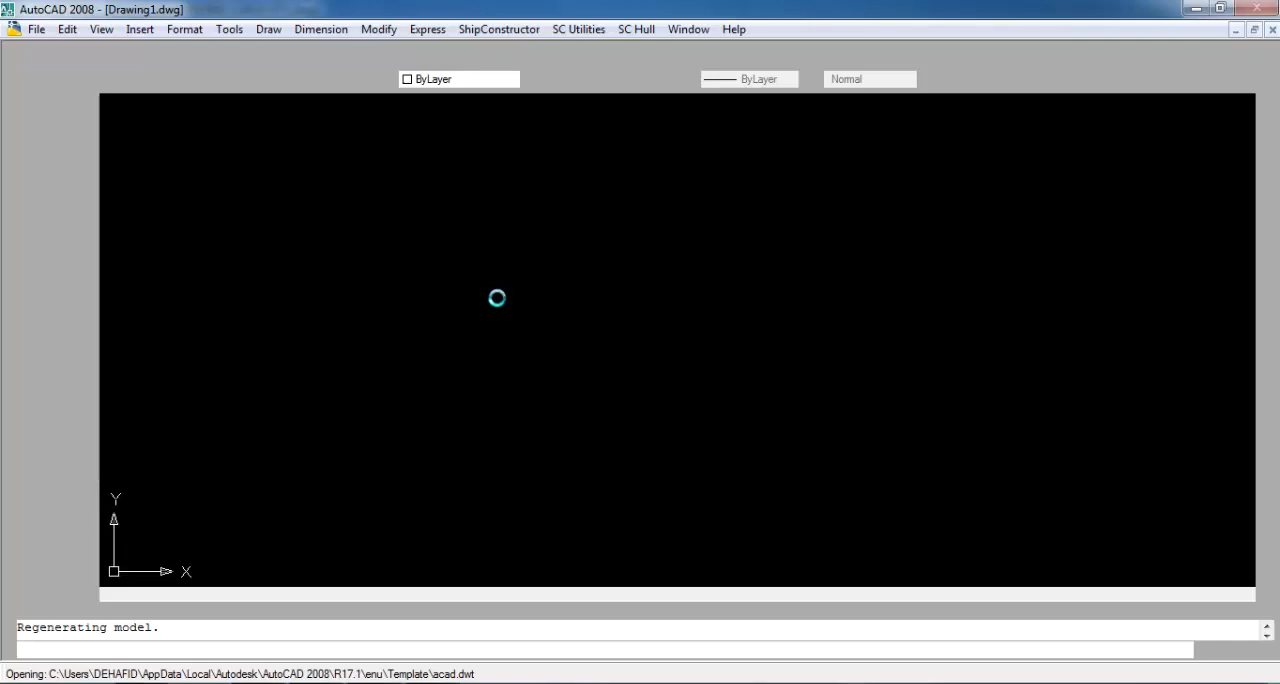 AutoCAD 2008 - [Drawing1.dwg]
File Edit View Insert Format Tools Draw Dimension Modify Express ShipConstructor SC Utilities SC Hull Window Help
ByLayer ByLayer Normal
Y
X
Regenerating model.
Opening: C:\Users\DEHAFID\AppData\Local\Autodesk\AutoCAD 2008\R17.1\enu\Template\acad.dwt